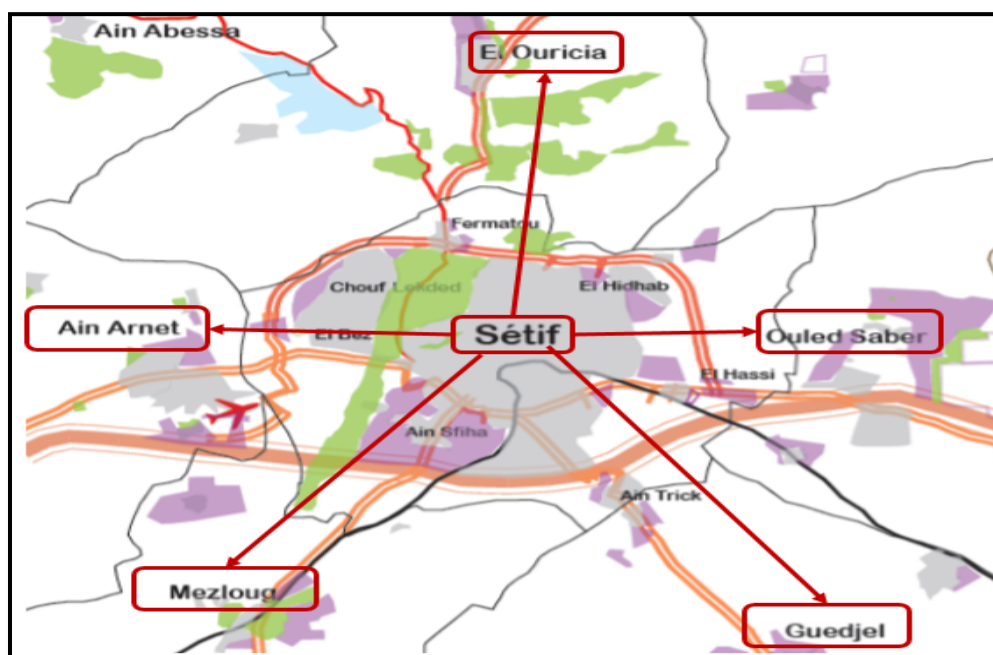 Ain Abessa
El Ouricia
Fermatou
Chouf Lekded
El Hidhab
Ain Arnet
El Bez
Sétif
Ouled Saber
El Hassi
Ain Sfiha
Ain Trick
Mezloug
Guedjel